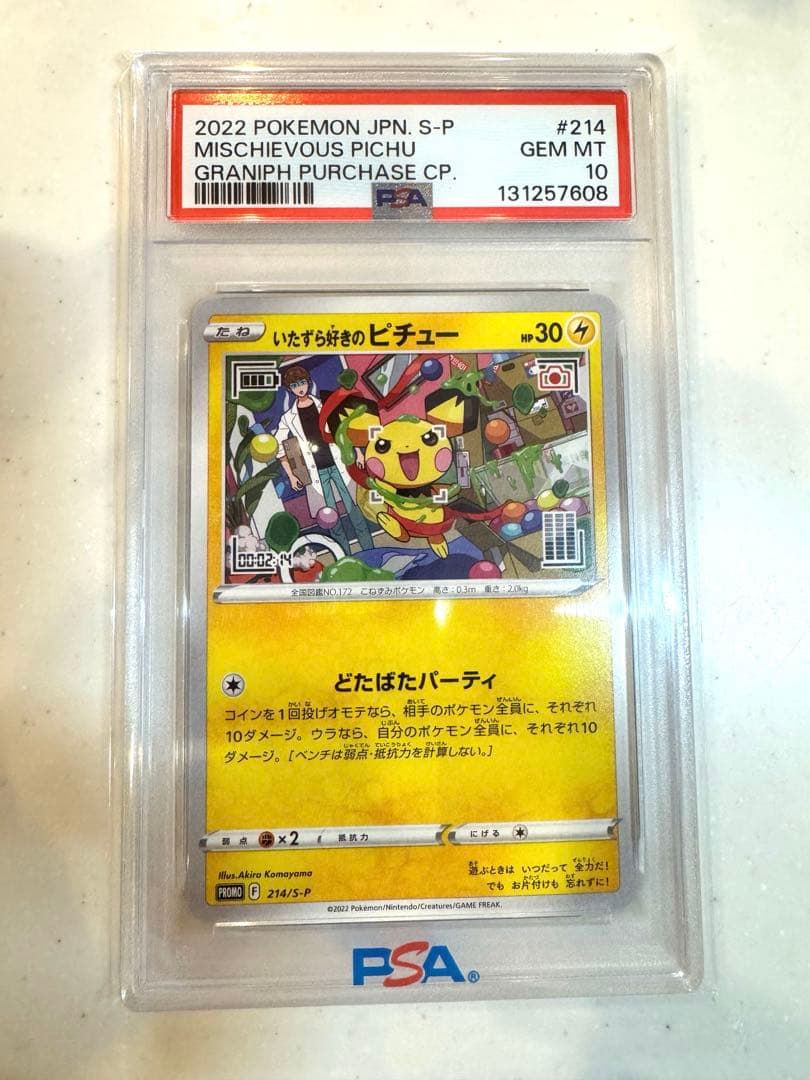 2022 POKEMON JPN. S-P #214
MISCHIEVOUS PICHU GEM MT
GRANIPH PURCHASE CP. 10
PSA 131257608
たね いたずら好きのピチュー HP30
00:02:14
全国図鑑NO.172 こねずみポケモン 高さ:0.3m 重さ:2.0kg
どたばたパーティ
コインを1回投げオモテなら、相手のポケモン全員に、それぞれ
10ダメージ。ウラなら、自分のポケモン全員に、それぞれ10
ダメージ。[ベンチは弱点・抵抗力を計算しない。]
弱点 ×2 抵抗力 にげる
Illus.Akira Komayama
遊ぶときは いつだって 全力だ!
でも お片付けも 忘れずに!
PROMO F 214/S-P
©2022 Pokémon/Nintendo/Creatures/GAME FREAK.
PSA®